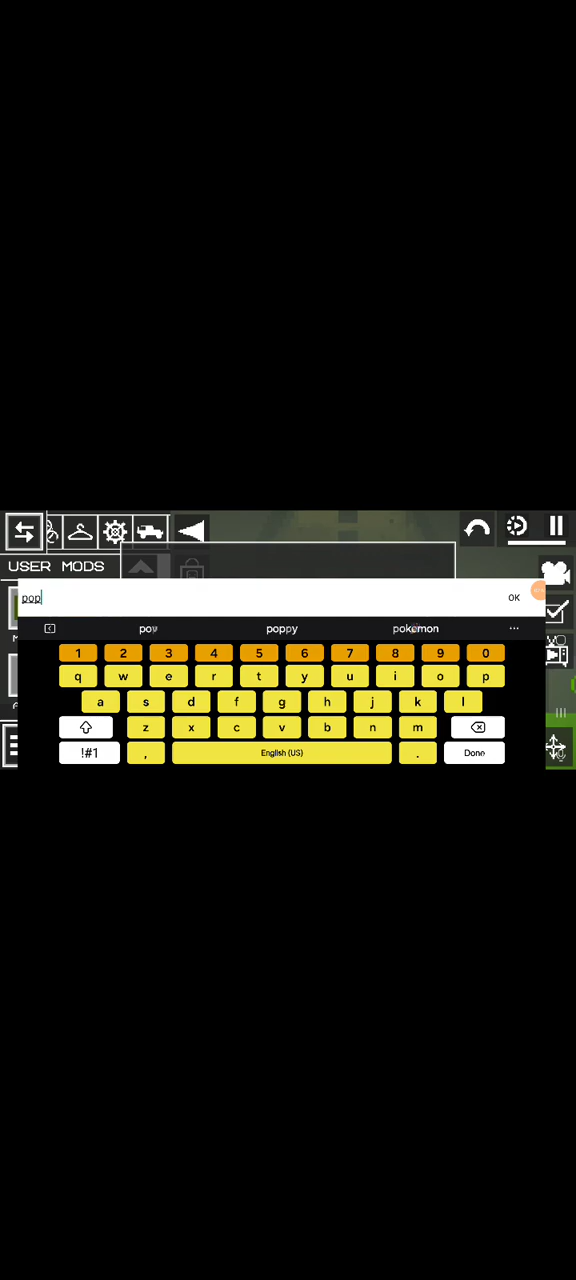 USER MODS
pop
OK
pov poppy pokemon
1 2 3 4 5 6 7 8 9 0
q w e r t y u i o p
a s d f g h j k l
z x c v b n m
!#1 , English (US) . Done